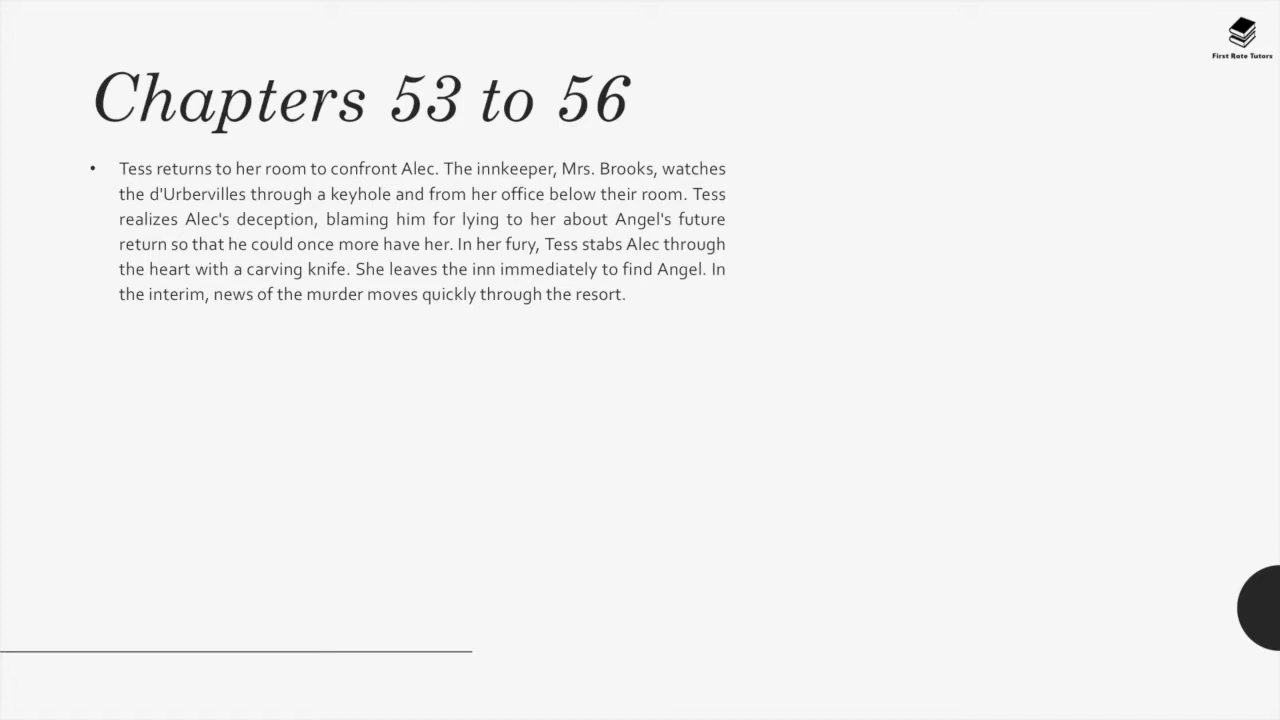 First Rate Tutors
Chapters 53 to 56
• Tess returns to her room to confront Alec. The innkeeper, Mrs. Brooks, watches
the d'Urbervilles through a keyhole and from her office below their room. Tess
realizes Alec's deception, blaming him for lying to her about Angel's future
return so that he could once more have her. In her fury, Tess stabs Alec through
the heart with a carving knife. She leaves the inn immediately to find Angel. In
the interim, news of the murder moves quickly through the resort.